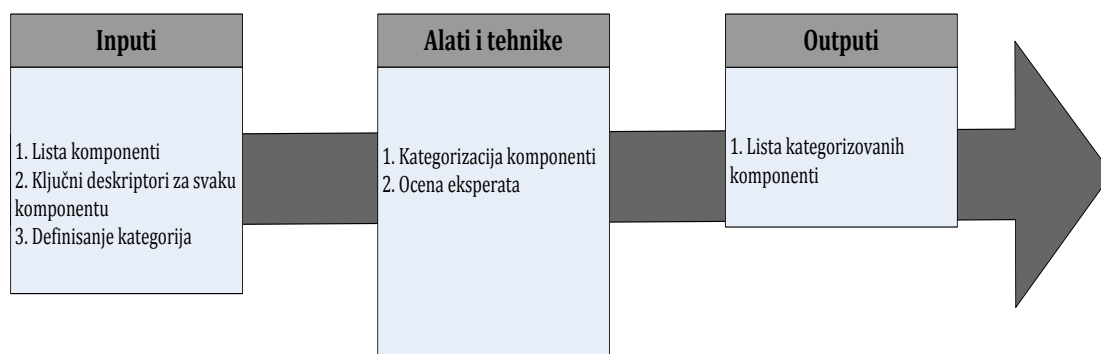 Inputi
1. Lista komponenti
2. Ključni deskriptori za svaku
komponentu
3. Definisanje kategorija
Alati i tehnike
1. Kategorizacija komponenti
2. Ocena eksperata
Outputi
1. Lista kategorizovanih
komponenti